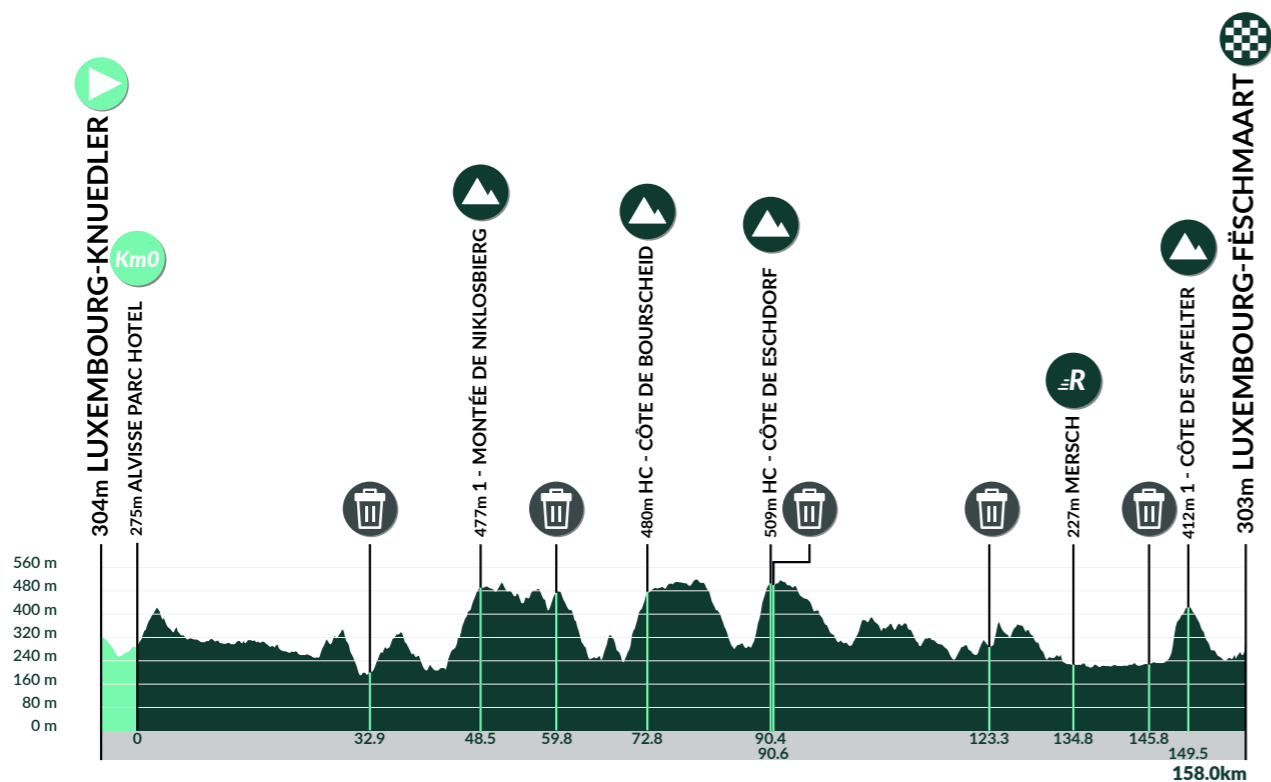 304m LUXEMBOURG-KNUEDLER
Km0
275m ALVISSE PARC HOTEL
477m 1 - MONTÉE DE NIKLOSBIERG
480m HC - CÔTE DE BOURSCHEID
509m HC - CÔTE DE ESCHDORF
R
227m MERSCH
412m 1 - CÔTE DE STAFELTER
303m LUXEMBOURG-FËSCHMAART
560 m
480 m
400 m
320 m
240 m
160 m
80 m
0 m
0
32.9
48.5
59.8
72.8
90.4
90.6
123.3
134.8
145.8
149.5
158.0km